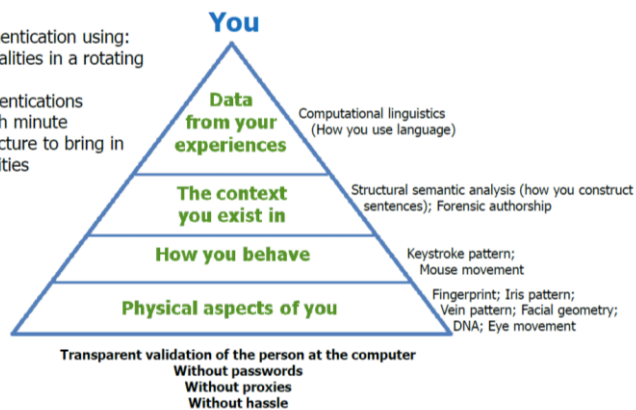 You
entication using:
alities in a rotating
entications
h minute
cture to bring in
ities
Data
from your
experiences
Computational linguistics
(How you use language)
The context
you exist in
Structural semantic analysis (how you construct
sentences); Forensic authorship
How you behave
Keystroke pattern;
Mouse movement
Physical aspects of you
Fingerprint; Iris pattern;
Vein pattern; Facial geometry;
DNA; Eye movement
Transparent validation of the person at the computer
Without passwords
Without proxies
Without hassle